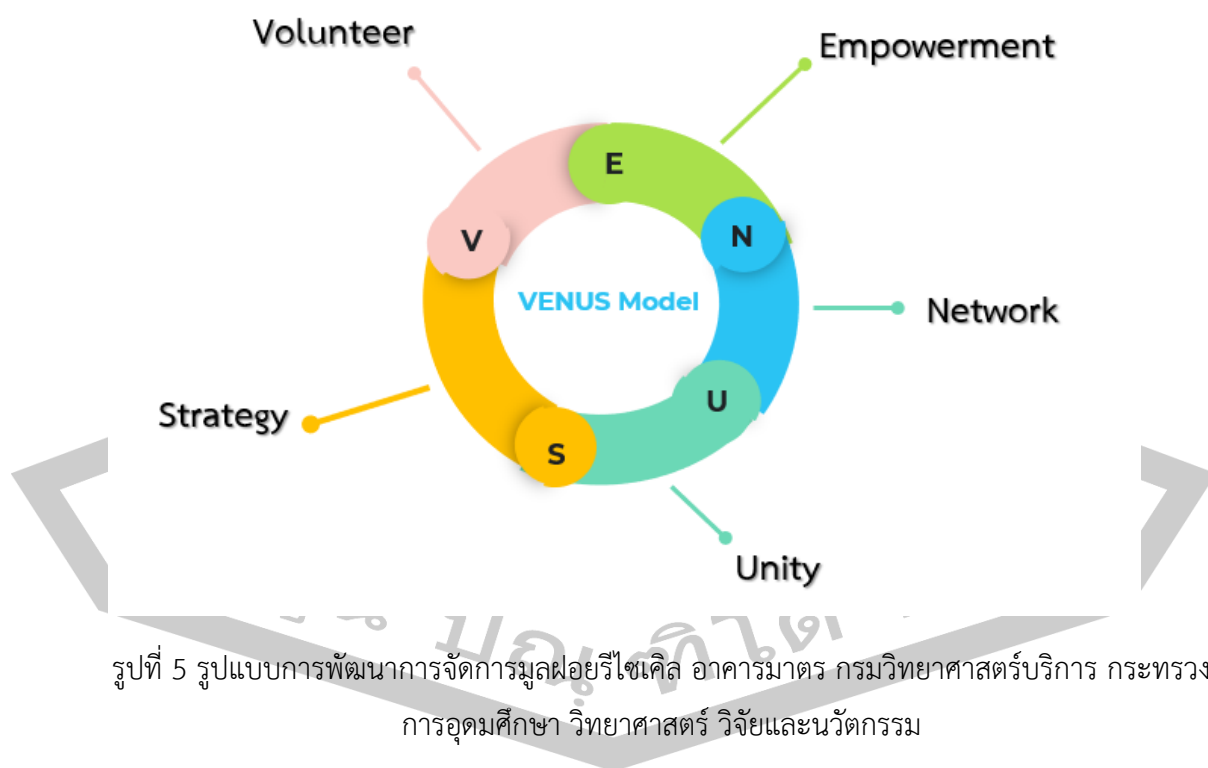 Volunteer
Empowerment
E
V
N
VENUS Model
Network
Strategy
U
S
Unity
ปณฺฑิโต
รูปที่ 5 รูปแบบการพัฒนาการจัดการมูลฝอยรีไซเคิล อาคารมาตร กรมวิทยาศาสตร์บริการ กระทรวง
การอุดมศึกษา วิทยาศาสตร์ วิจัยและนวัตกรรม